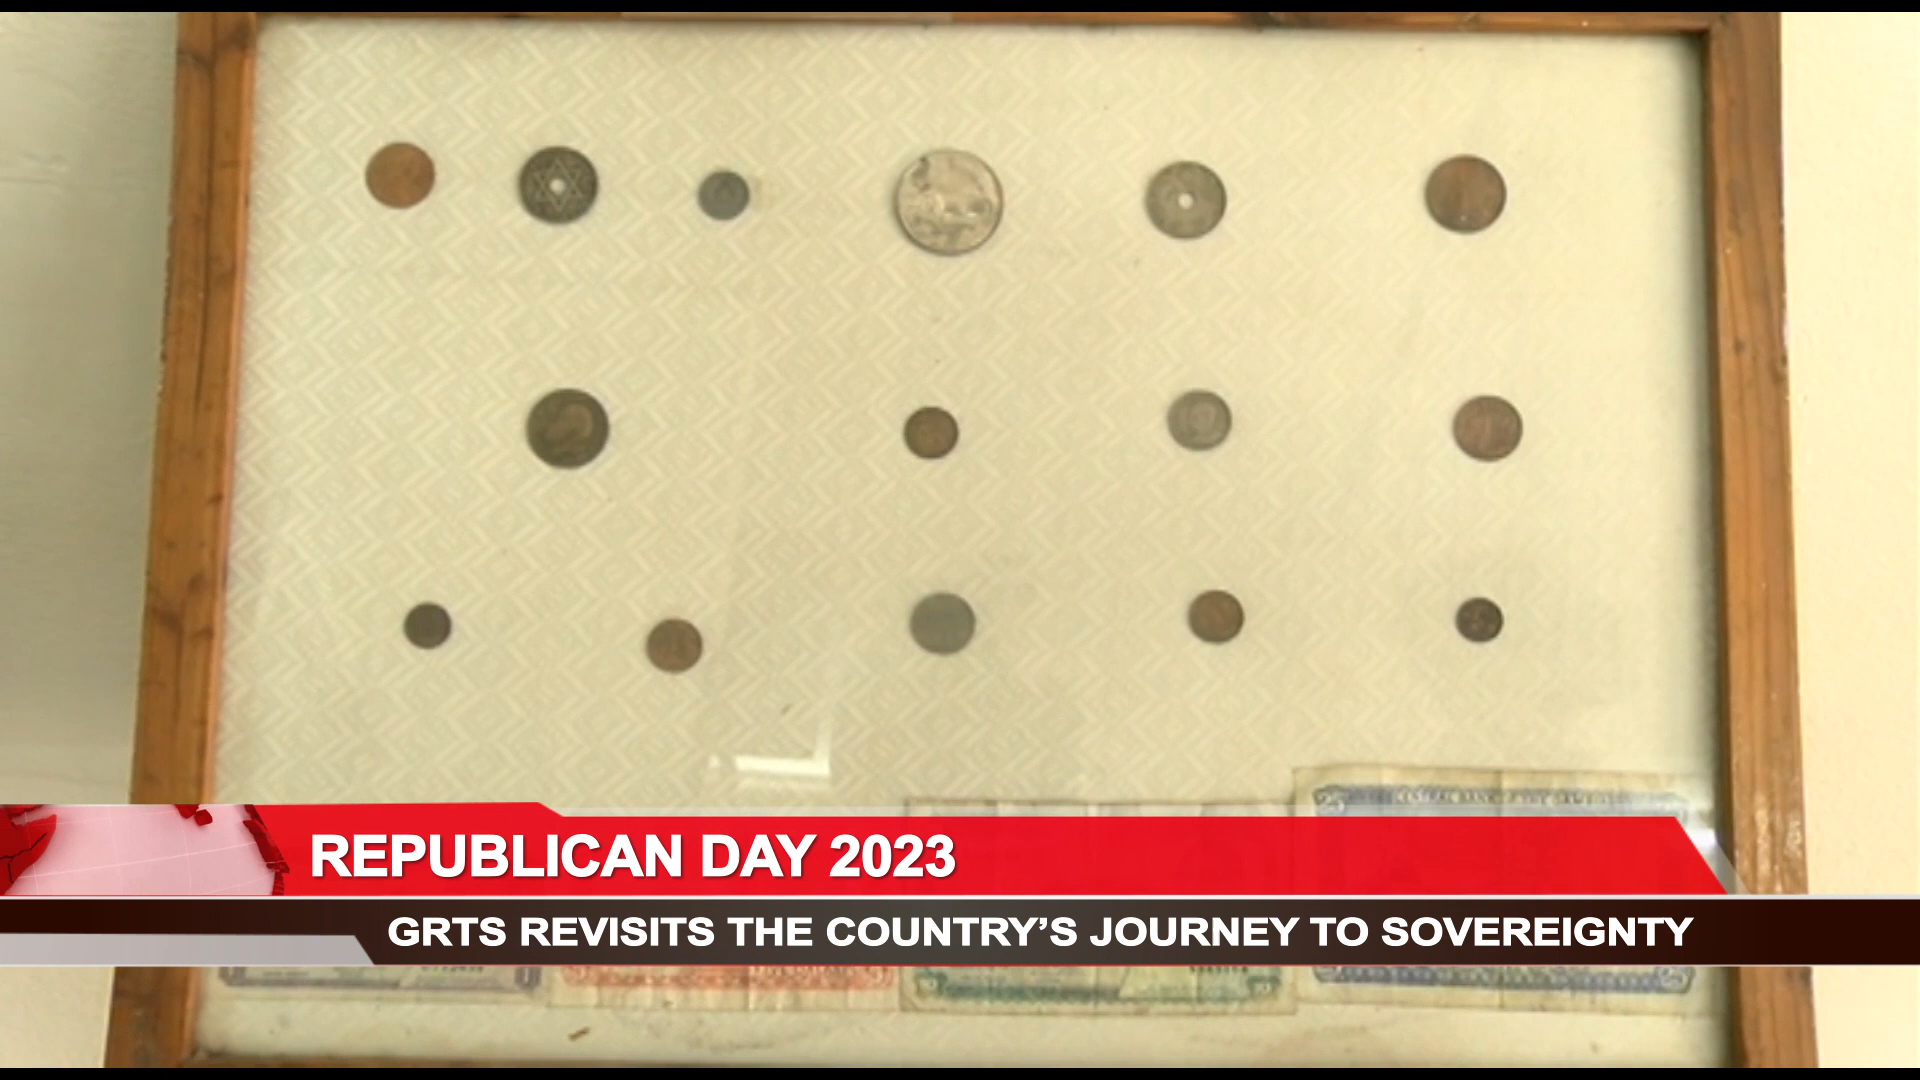 REPUBLICAN DAY 2023
GRTS REVISITS THE COUNTRY’S JOURNEY TO SOVEREIGNTY